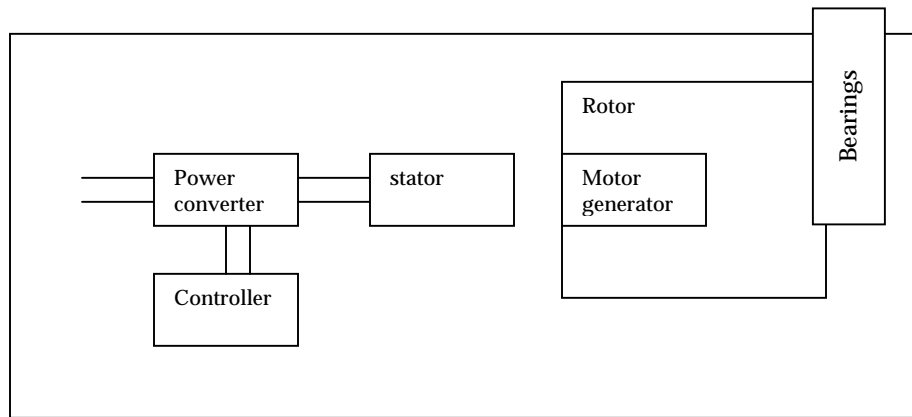 Bearings
Rotor
Power
converter
stator
Motor
generator
Controller